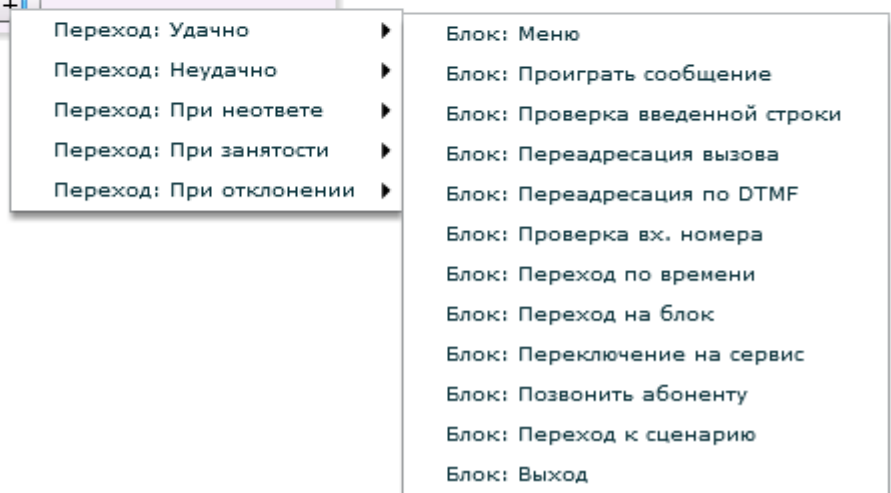 +
Переход: Удачно
Переход: Неудачно
Переход: При неответе
Переход: При занятости
Переход: При отклонении
Блок: Меню
Блок: Проиграть сообщение
Блок: Проверка введенной строки
Блок: Переадресация вызова
Блок: Переадресация по DTMF
Блок: Проверка вх. номера
Блок: Переход по времени
Блок: Переход на блок
Блок: Переключение на сервис
Блок: Позвонить абоненту
Блок: Переход к сценарию
Блок: Выход